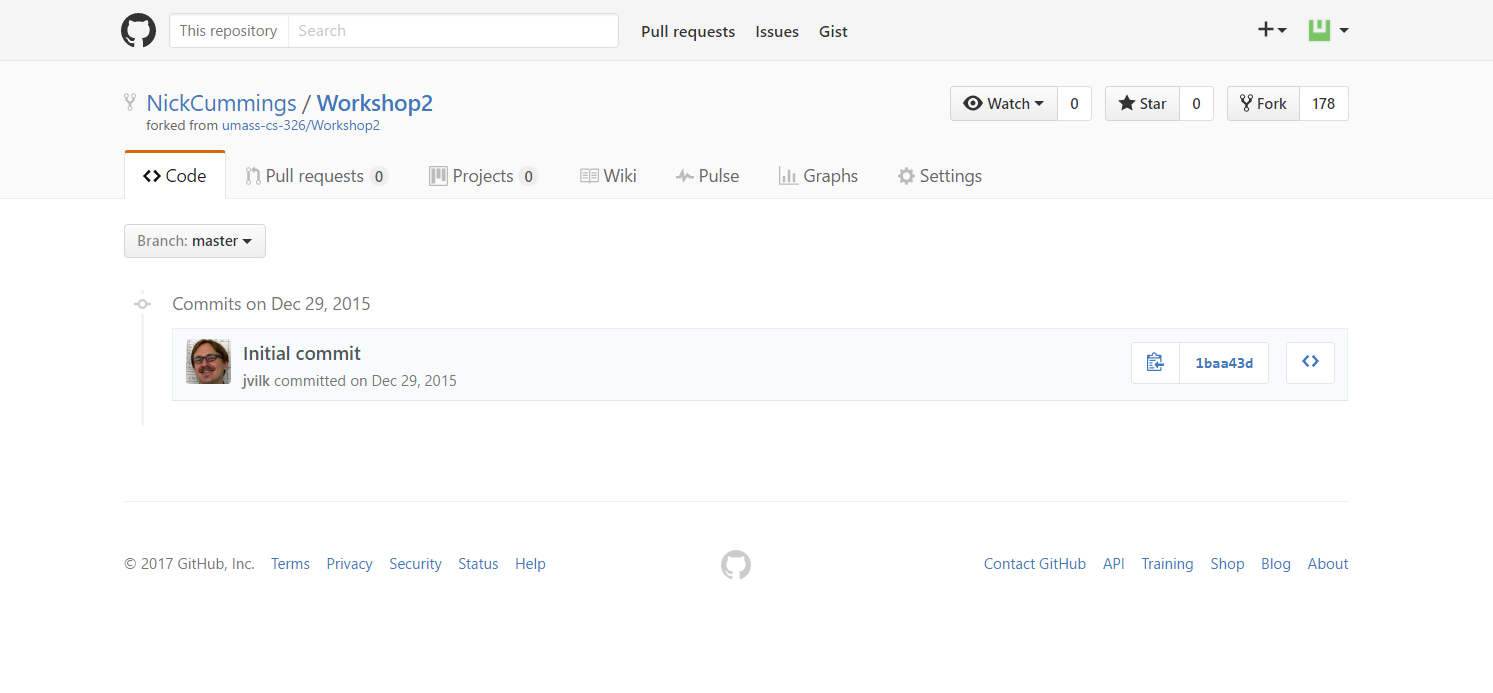 This repository Search Pull requests Issues Gist
NickCummings / Workshop2 Watch 0 Star 0 Fork 178
forked from umass-cs-326/Workshop2
Code Pull requests 0 Projects 0 Wiki Pulse Graphs Settings
Branch: master
Commits on Dec 29, 2015
Initial commit
jvilk committed on Dec 29, 2015
1baa43d
© 2017 GitHub, Inc. Terms Privacy Security Status Help Contact GitHub API Training Shop Blog About